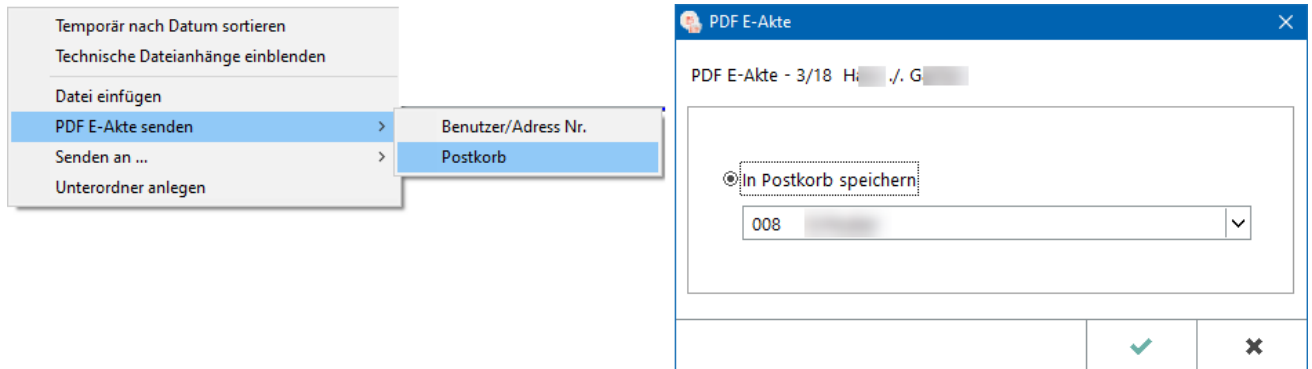 Temporär nach Datum sortieren
Technische Dateianhänge einblenden
Datei einfügen
PDF E-Akte senden
Senden an ...
Unterordner anlegen
Benutzer/Adress Nr.
Postkorb
PDF E-Akte
PDF E-Akte - 3/18 ./.
In Postkorb speichern
008